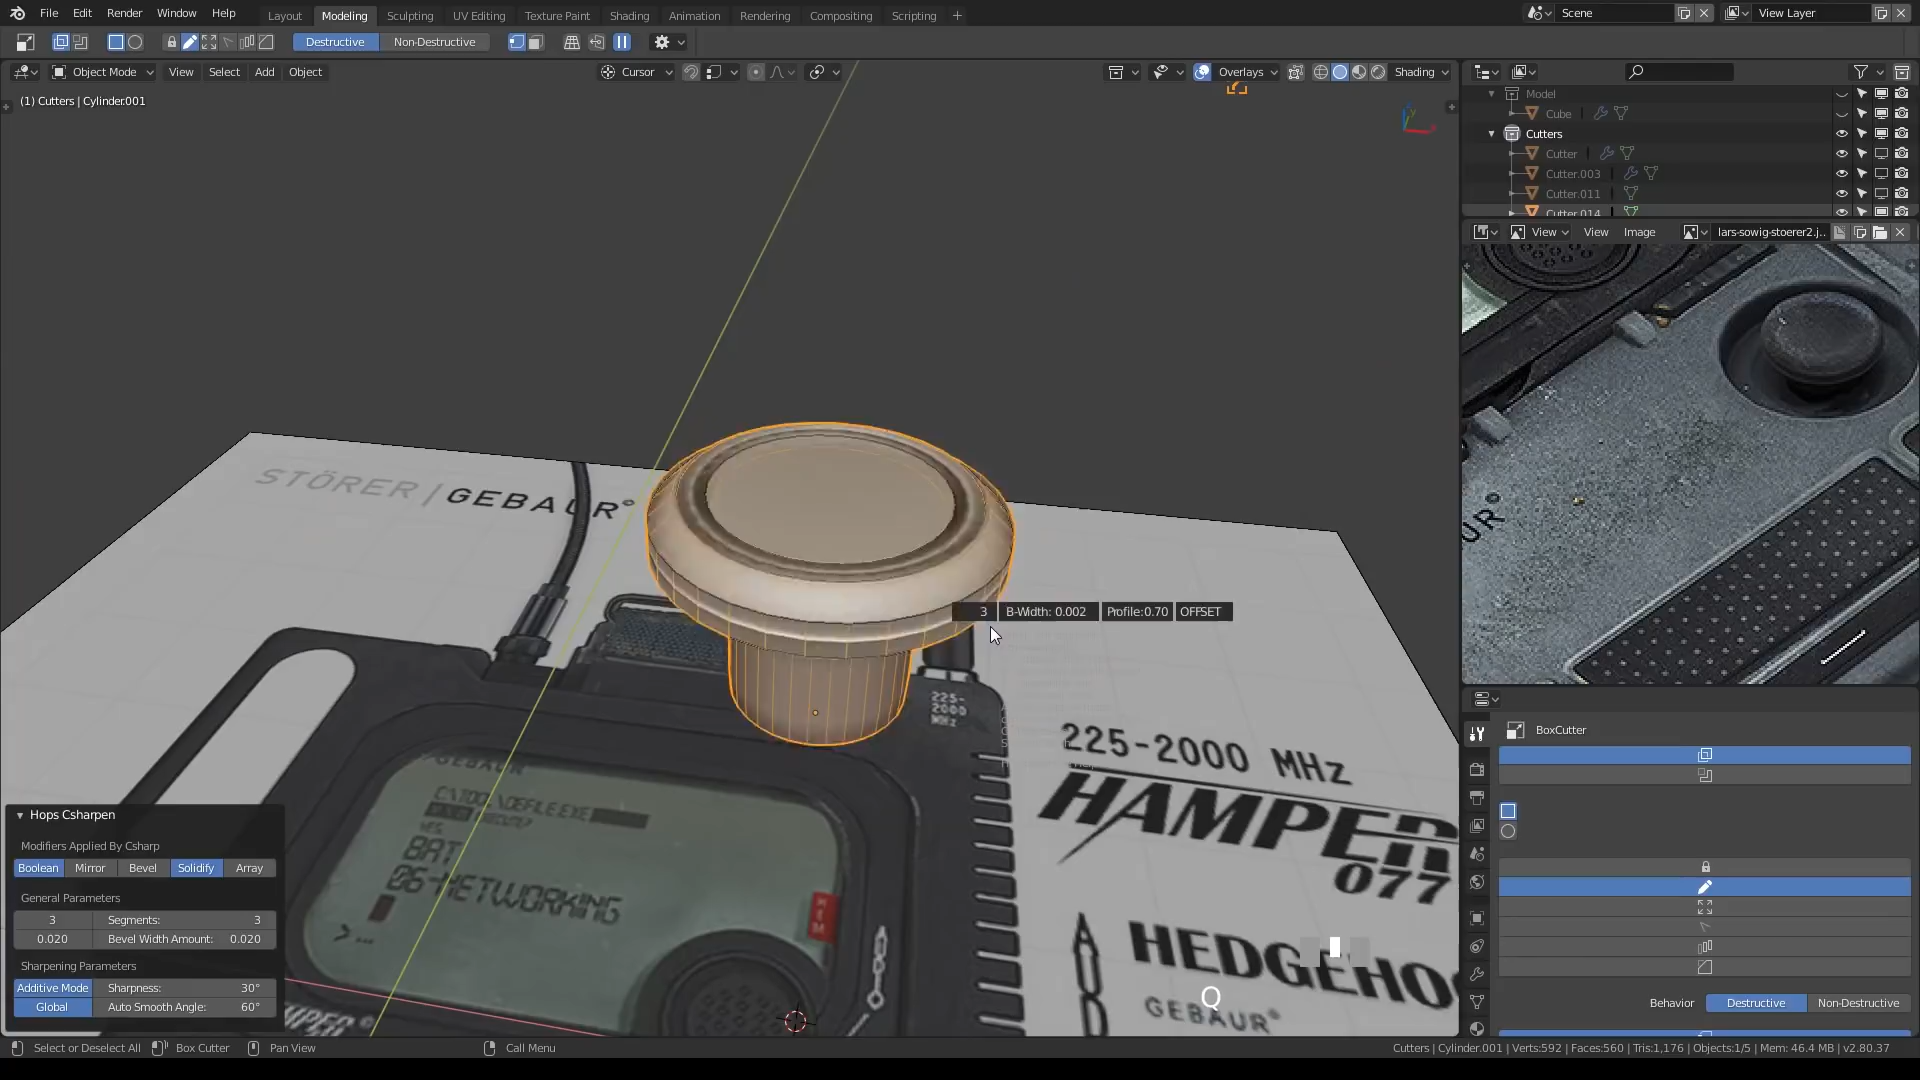 File Edit Render Window Help Layout Modeling Sculpting UV Editing Texture Paint Shading Animation Rendering Compositing Scripting + Scene View Layer
Destructive Non-Destructive
Object Mode View Select Add Object Cursor Overlays Shading
(1) Cutters | Cylinder.001
Model
Cube
Cutters
Cutter
Cutter.003
Cutter.011
Cutter.014
View View Image lars-sowig-stoerer2.j..
STÖRER | GEBAUR°
3 B-Width: 0.002 Profile:0.70 OFFSET
225-
2000
MHz
225-2000 MHz
HAMPER
077
HEDGEHO
GEBAUR°
BAT
06-NETWORKING
>...
BoxCutter
Behavior Destructive Non-Destructive
Hops Csharpen
Modifiers Applied By Csharp
Boolean Mirror Bevel Solidify Array
General Parameters
3 Segments: 3
0.020 Bevel Width Amount: 0.020
Sharpening Parameters
Additive Mode Sharpness: 30°
Global Auto Smooth Angle: 60°
Q
Select or Deselect All Box Cutter Pan View Call Menu Cutters | Cylinder.001 | Verts:592 | Faces:560 | Tris:1,176 | Objects:1/5 | Mem: 46.4 MB | v2.80.37